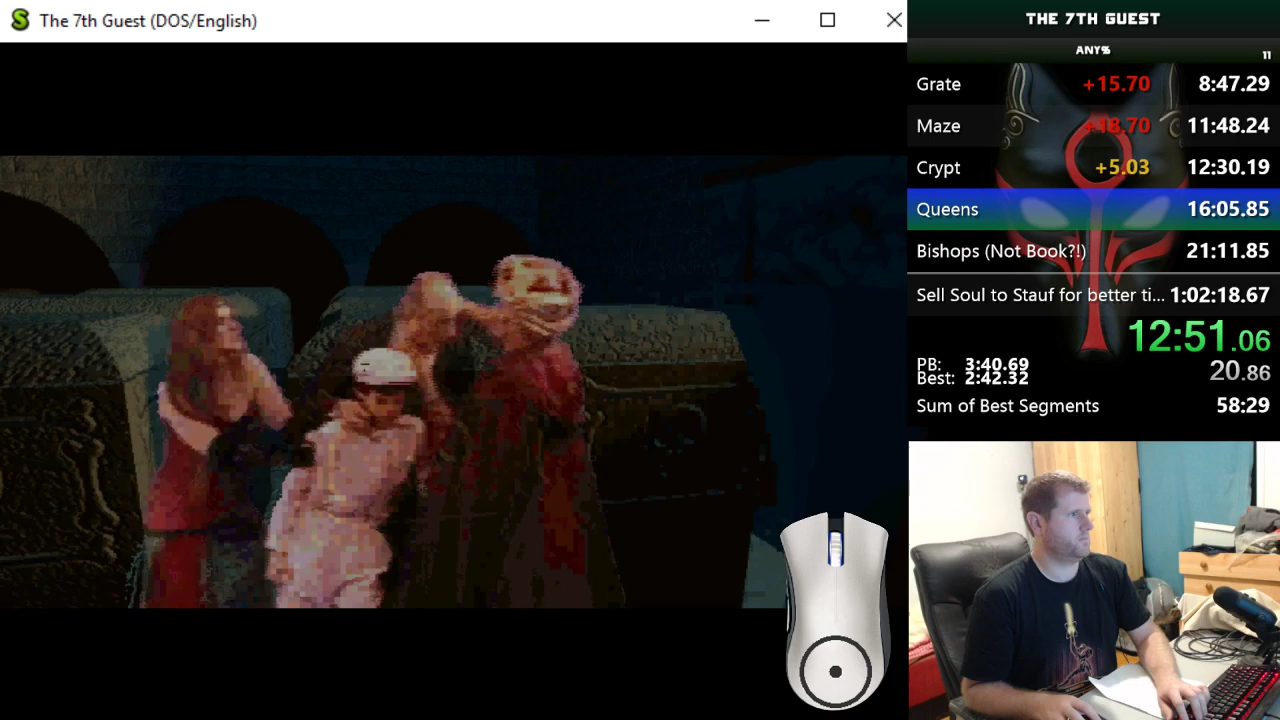 The 7th Guest (DOS/English)
THE 7TH GUEST
ANY%
11
Grate +15.70 8:47.29
Maze +18.70 11:48.24
Crypt +5.03 12:30.19
Queens 16:05.85
Bishops (Not Book?!) 21:11.85
Sell Soul to Stauf for better ti... 1:02:18.67
12:51.06
PB: 3:40.69
20.86
Best: 2:42.32
Sum of Best Segments 58:29